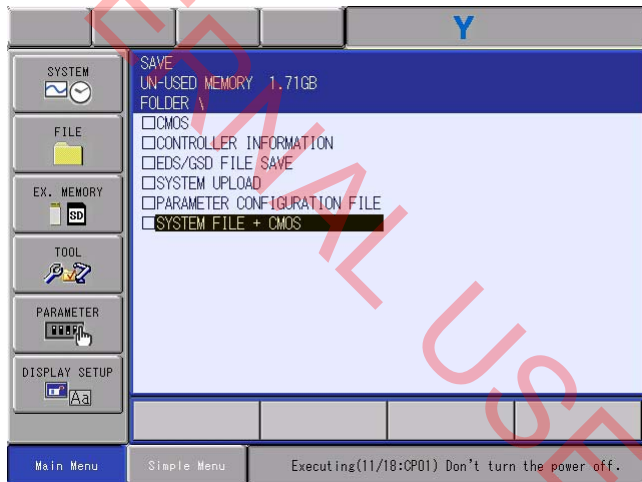 Y
SYSTEM
FILE
EX. MEMORY
SD
TOOL
PARAMETER
DISPLAY SETUP
Aa
SAVE
UN-USED MEMORY 1.71GB
FOLDER \
CMOS
CONTROLLER INFORMATION
EDS/GSD FILE SAVE
SYSTEM UPLOAD
PARAMETER CONFIGURATION FILE
SYSTEM FILE + CMOS
Main Menu
Simple Menu
Executing(11/18:CP01) Don't turn the power off.
ERNAL USE